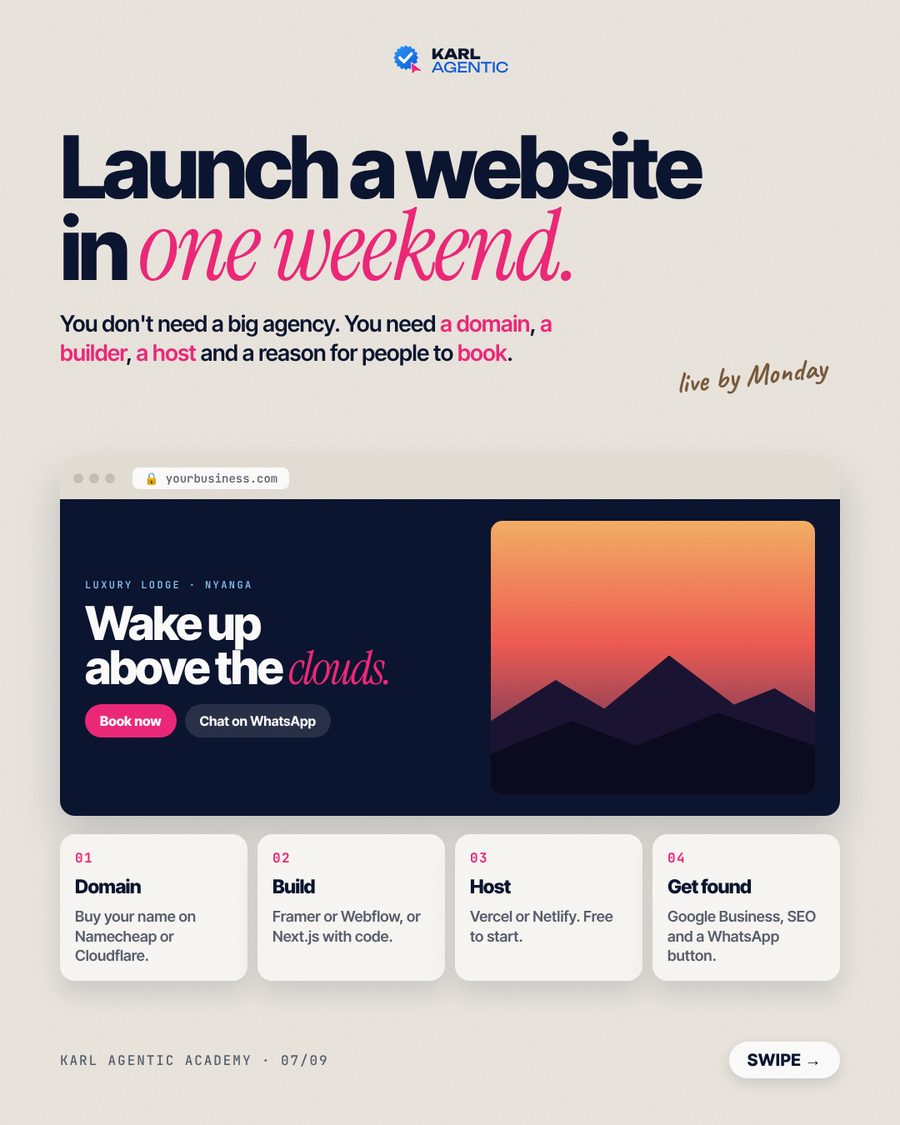 KARL
AGENTIC
Launch a website
in one weekend.
You don't need a big agency. You need a domain, a
builder, a host and a reason for people to book.
live by Monday
yourbusiness.com
LUXURY LODGE · NYANGA
Wake up
above the clouds.
Book now
Chat on WhatsApp
01
Domain
Buy your name on
Namecheap or
Cloudflare.
02
Build
Framer or Webflow, or
Next.js with code.
03
Host
Vercel or Netlify. Free
to start.
04
Get found
Google Business, SEO
and a WhatsApp
button.
KARL AGENTIC ACADEMY · 07/09
SWIPE →